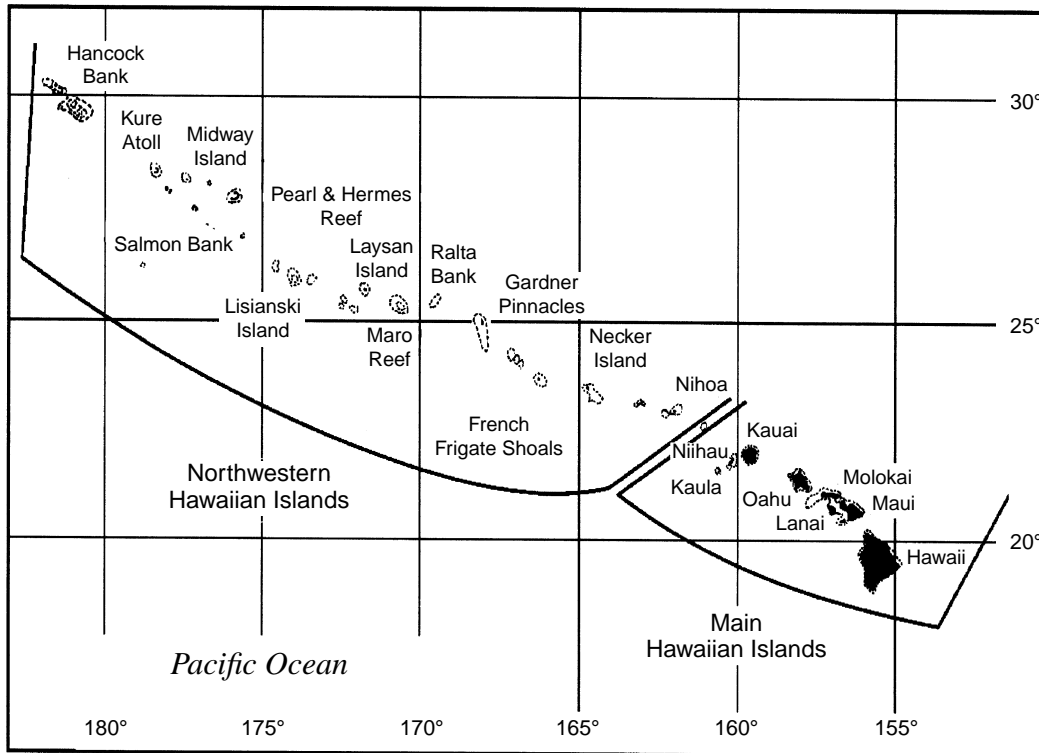 Hancock
Bank
30°
Kure
Atoll
Midway
Island
Pearl & Hermes
Reef
Salmon Bank
Laysan
Island
Ralta
Bank
Gardner
Pinnacles
Lisianski
Island
25°
Maro
Reef
Necker
Island
Nihoa
French
Frigate Shoals
Kauai
Niihau
Northwestern
Hawaiian Islands
Kaula
Molokai
Oahu
Maui
Lanai
20°
Hawaii
Main
Hawaiian Islands
Pacific Ocean
180°
175°
170°
165°
160°
155°